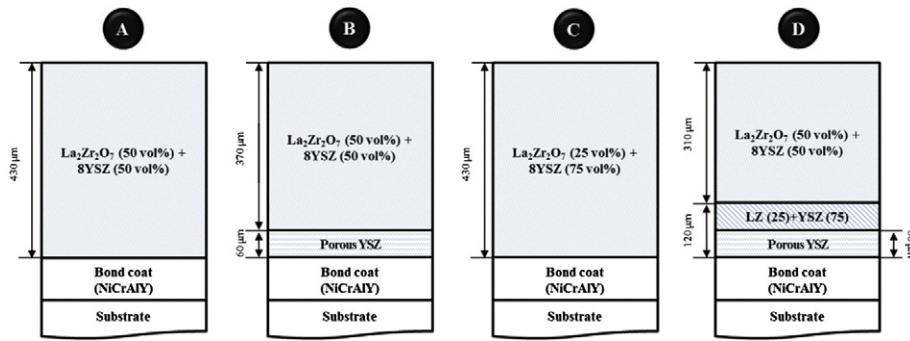 A
430 µm
La₂Zr₂O₇ (50 vol%) +
8YSZ (50 vol%)
Bond coat
(NiCrAlY)
Substrate
B
370 µm
La₂Zr₂O₇ (50 vol%) +
8YSZ (50 vol%)
60 µm
Porous YSZ
Bond coat
(NiCrAlY)
Substrate
C
430 µm
La₂Zr₂O₇ (25 vol%) +
8YSZ (75 vol%)
Bond coat
(NiCrAlY)
Substrate
D
310 µm
La₂Zr₂O₇ (50 vol%) +
8YSZ (50 vol%)
120 µm
LZ (25)+YSZ (75)
Porous YSZ
Bond coat
(NiCrAlY)
Substrate